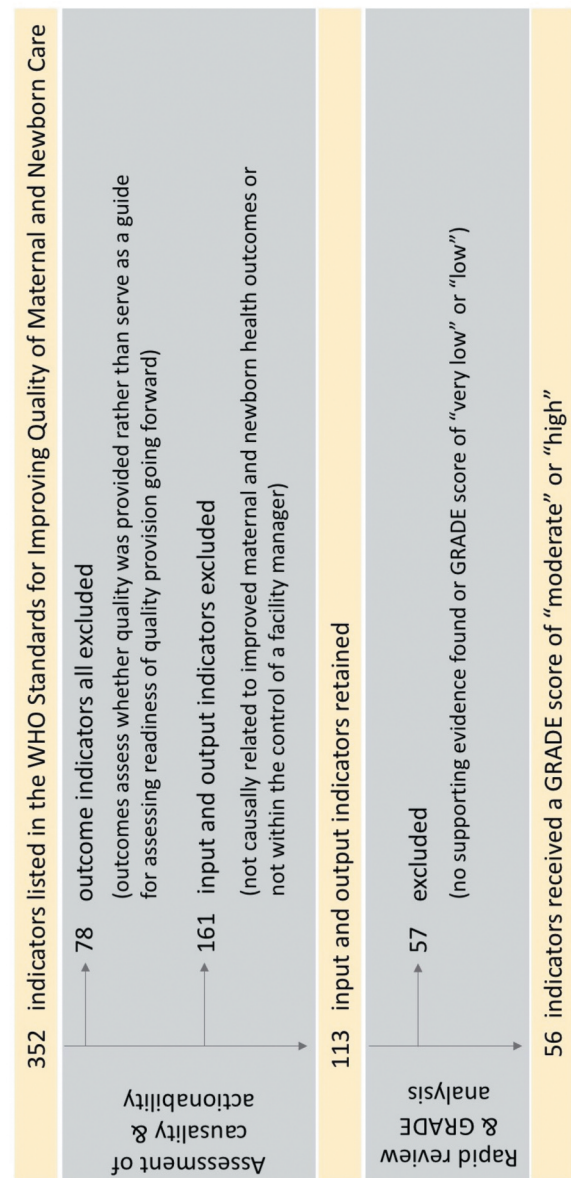 352 indicators listed in the WHO Standards for Improving Quality of Maternal and Newborn Care
Assessment of
causality &
actionability
78 outcome indicators all excluded
(outcomes assess whether quality was provided rather than serve as a guide
for assessing readiness of quality provision going forward)
161 input and output indicators excluded
(not causally related to improved maternal and newborn health outcomes or
not within the control of a facility manager)
113 input and output indicators retained
Rapid review
& GRADE
analysis
57 excluded
(no supporting evidence found or GRADE score of “very low” or “low”)
56 indicators received a GRADE score of “moderate” or “high”